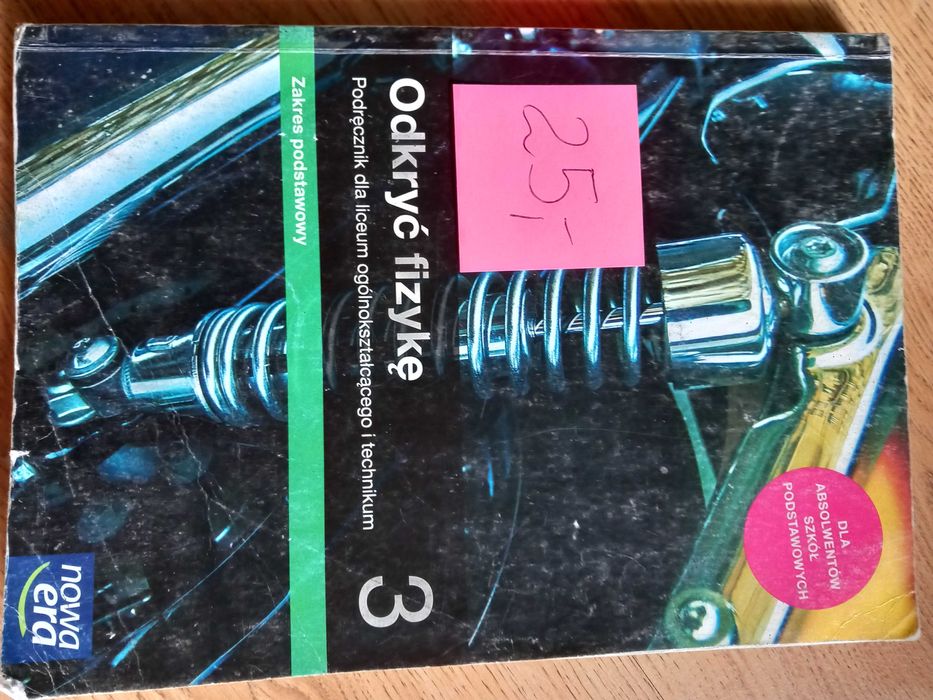 25,-
Odkryć fizykę
3
Podręcznik dla liceum ogólnokształcącego i technikum
Zakres podstawowy
DLA
ABSOLWENTÓW
SZKÓŁ
PODSTAWOWYCH
nowa
era